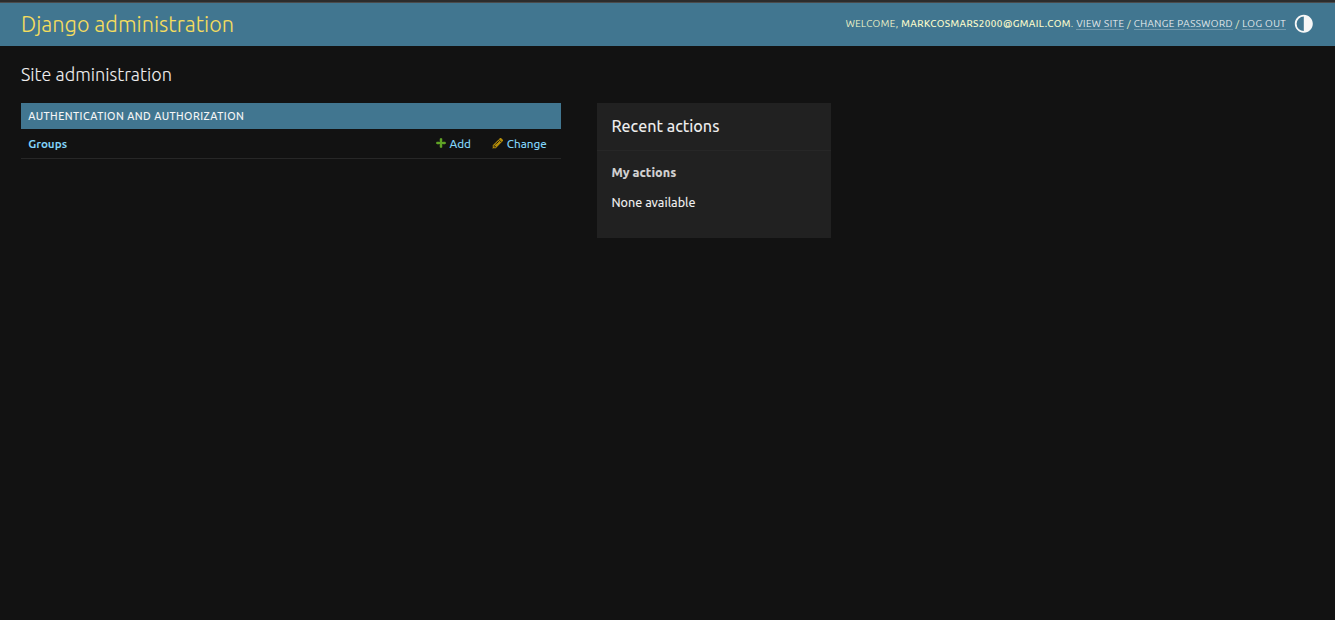 Django administration
WELCOME, MARKCOSMARS2000@GMAIL.COM. VIEW SITE / CHANGE PASSWORD / LOG OUT
Site administration
AUTHENTICATION AND AUTHORIZATION
Groups + Add Change
Recent actions
My actions
None available